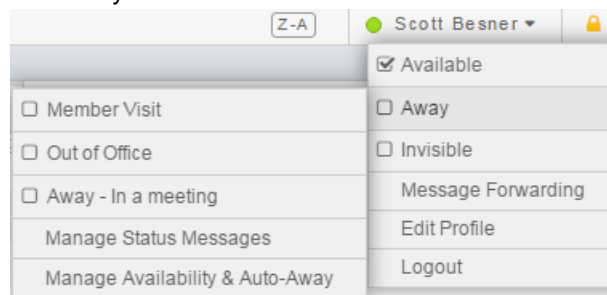 Z-A
Scott Besner
Available
Away
Invisible
Message Forwarding
Edit Profile
Logout
Member Visit
Out of Office
Away - In a meeting
Manage Status Messages
Manage Availability & Auto-Away